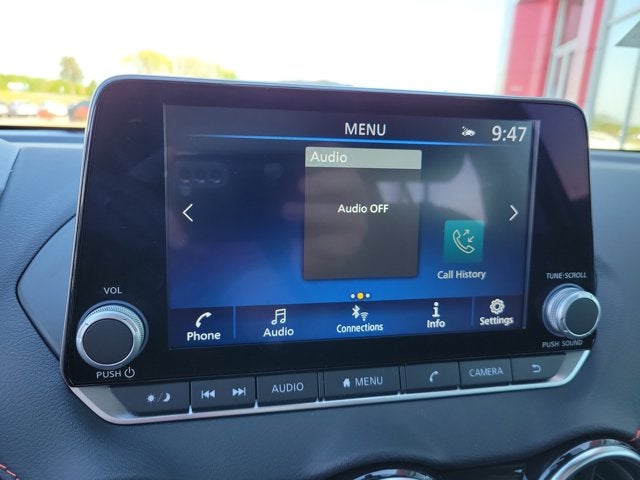 MENU
9:47
Audio
Audio OFF
Call History
Phone
Audio
Connections
Info
Settings
VOL
PUSH
TUNE·SCROLL
PUSH SOUND
AUDIO
MENU
CAMERA